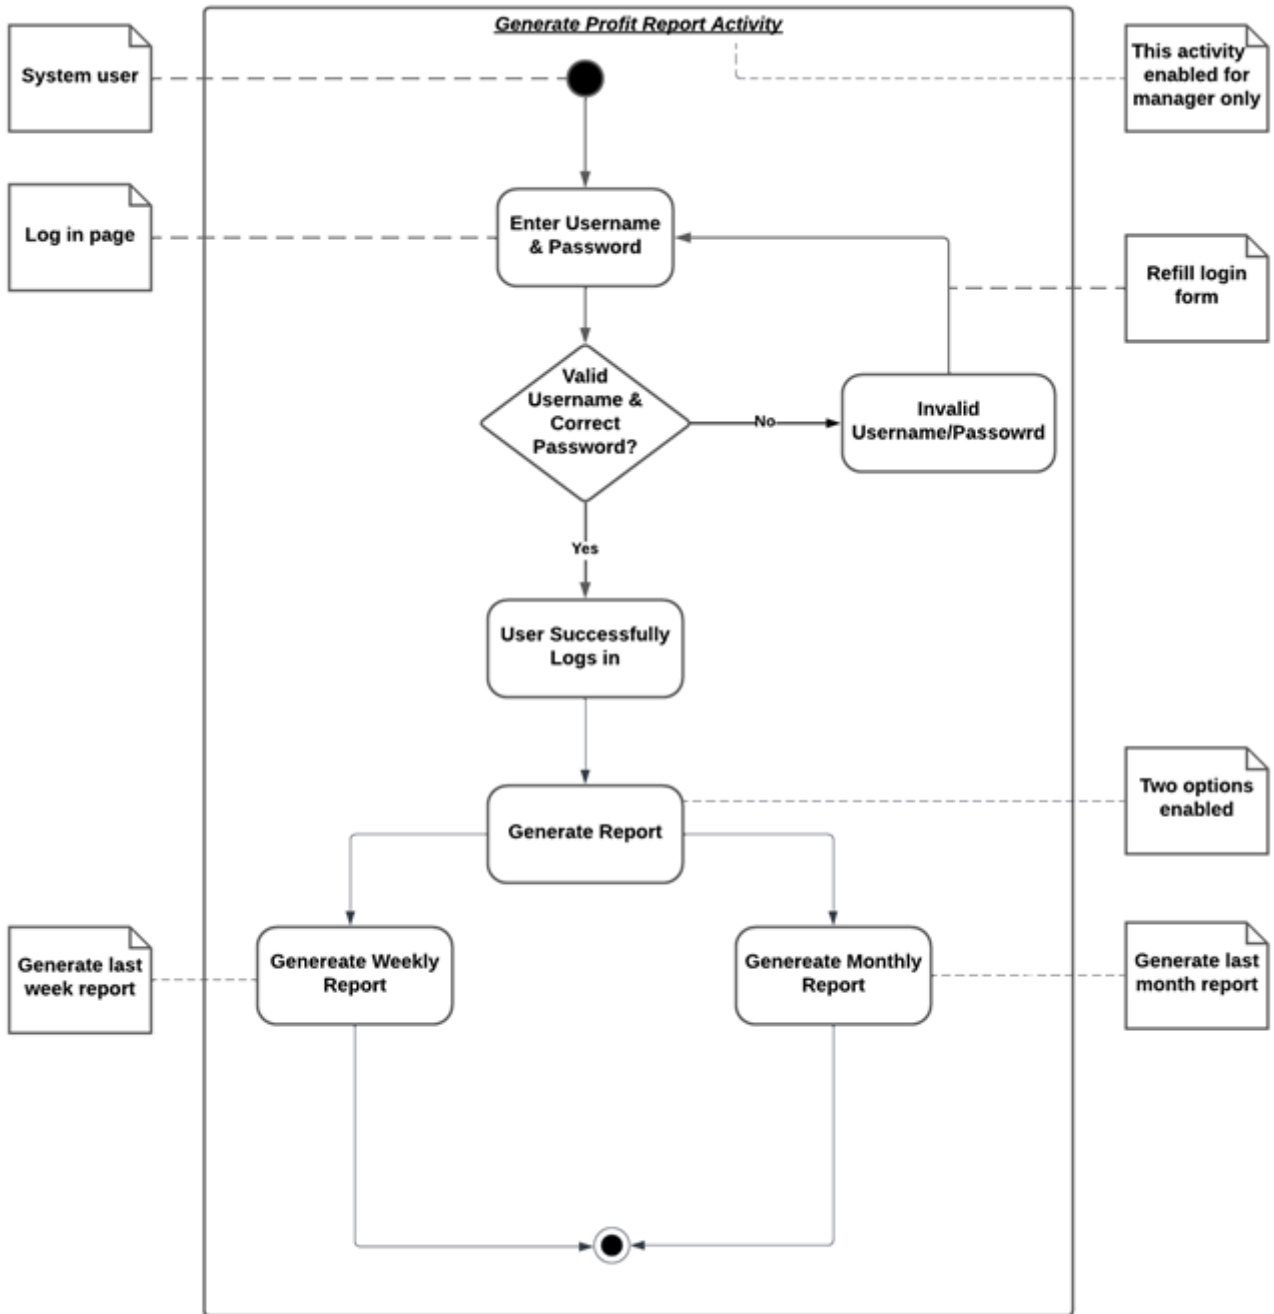 Generate Profit Report Activity
System user
This activity
enabled for
manager only
Log in page
Enter Username
& Password
Refill login
form
Valid
Username &
Correct
Password?
No
Invalid
Username/Passowrd
Yes
User Successfully
Logs in
Two options
enabled
Generate Report
Generate last
week report
Genereate Weekly
Report
Genereate Monthly
Report
Generate last
month report